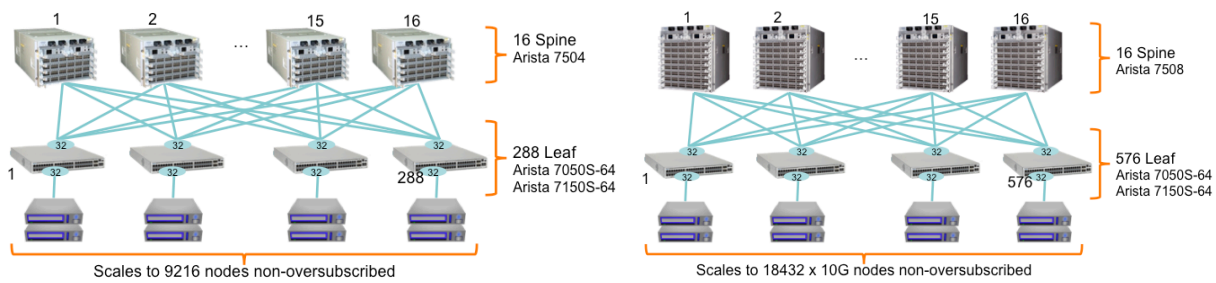 1
2
15
16
...
16 Spine
Arista 7504
32
32
32
32
32
32
32
32
1
288
288 Leaf
Arista 7050S-64
Arista 7150S-64
Scales to 9216 nodes non-oversubscribed
1
2
15
16
...
16 Spine
Arista 7508
32
32
32
32
32
32
32
32
1
576
576 Leaf
Arista 7050S-64
Arista 7150S-64
Scales to 18432 x 10G nodes non-oversubscribed